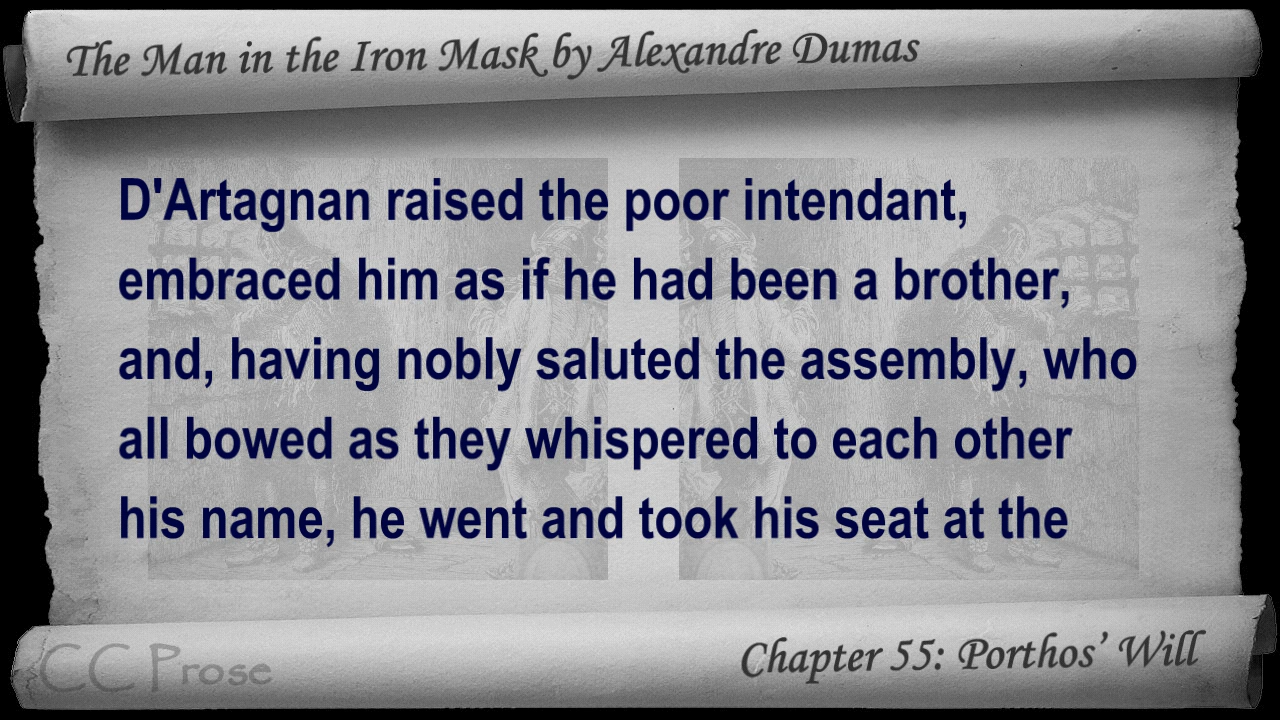 The Man in the Iron Mask by Alexandre Dumas
D'Artagnan raised the poor intendant,
embraced him as if he had been a brother,
and, having nobly saluted the assembly, who
all bowed as they whispered to each other
his name, he went and took his seat at the
CC Prose
Chapter 55: Porthos’ Will